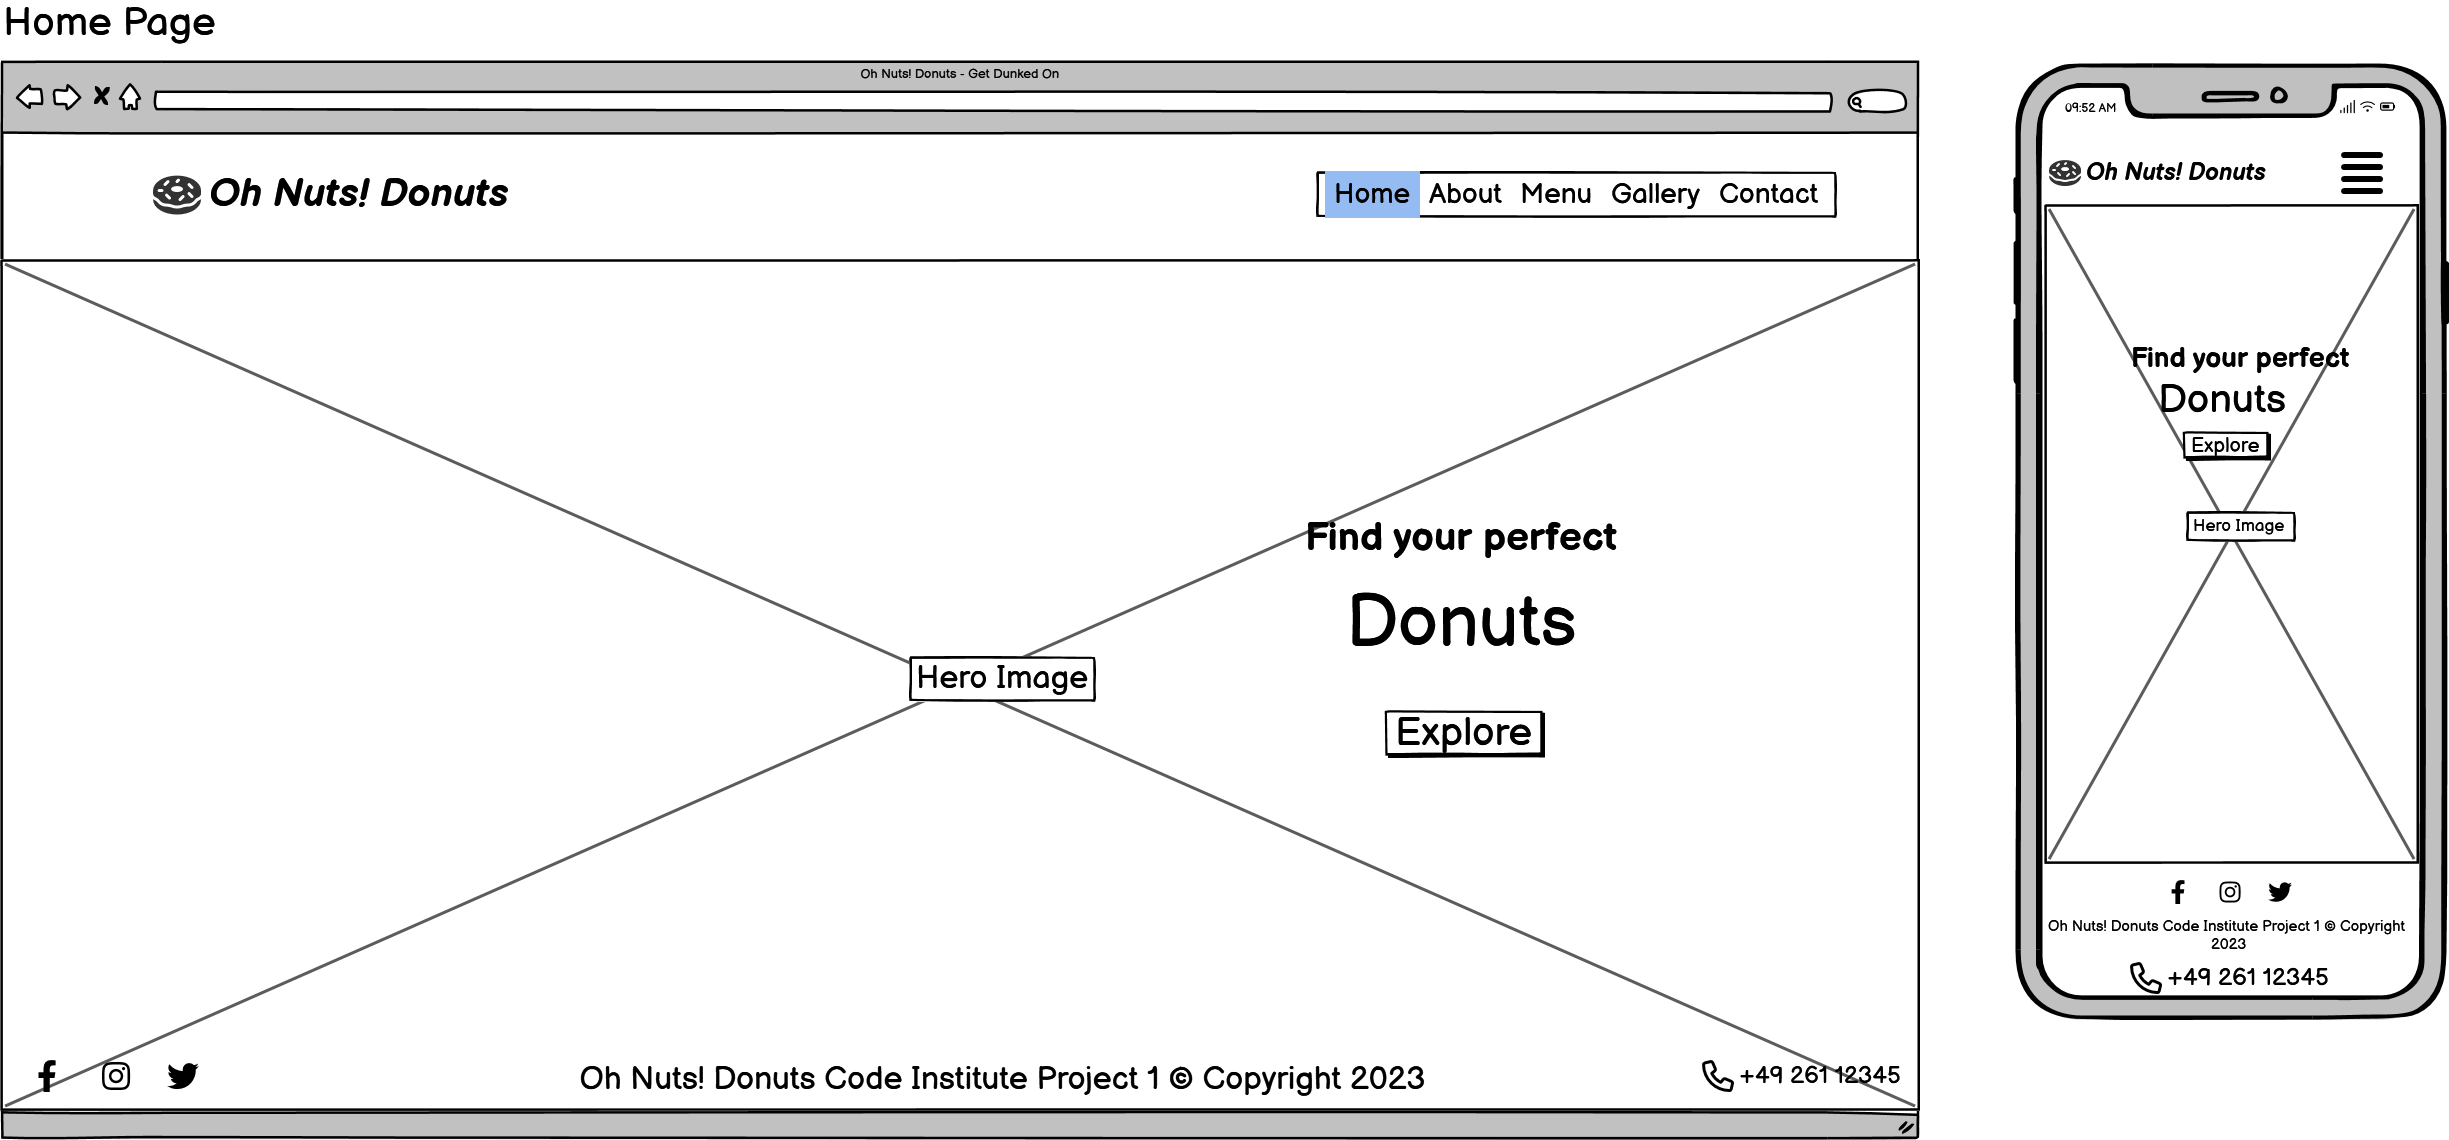 Home Page
Oh Nuts! Donuts - Get Dunked On
Oh Nuts! Donuts
Home About Menu Gallery Contact
Find your perfect
Donuts
Hero Image
Explore
Oh Nuts! Donuts Code Institute Project 1 © Copyright 2023
+49 261 12345
09:52 AM
Oh Nuts! Donuts
Find your perfect
Donuts
Explore
Hero Image
Oh Nuts! Donuts Code Institute Project 1 © Copyright
2023
+49 261 12345